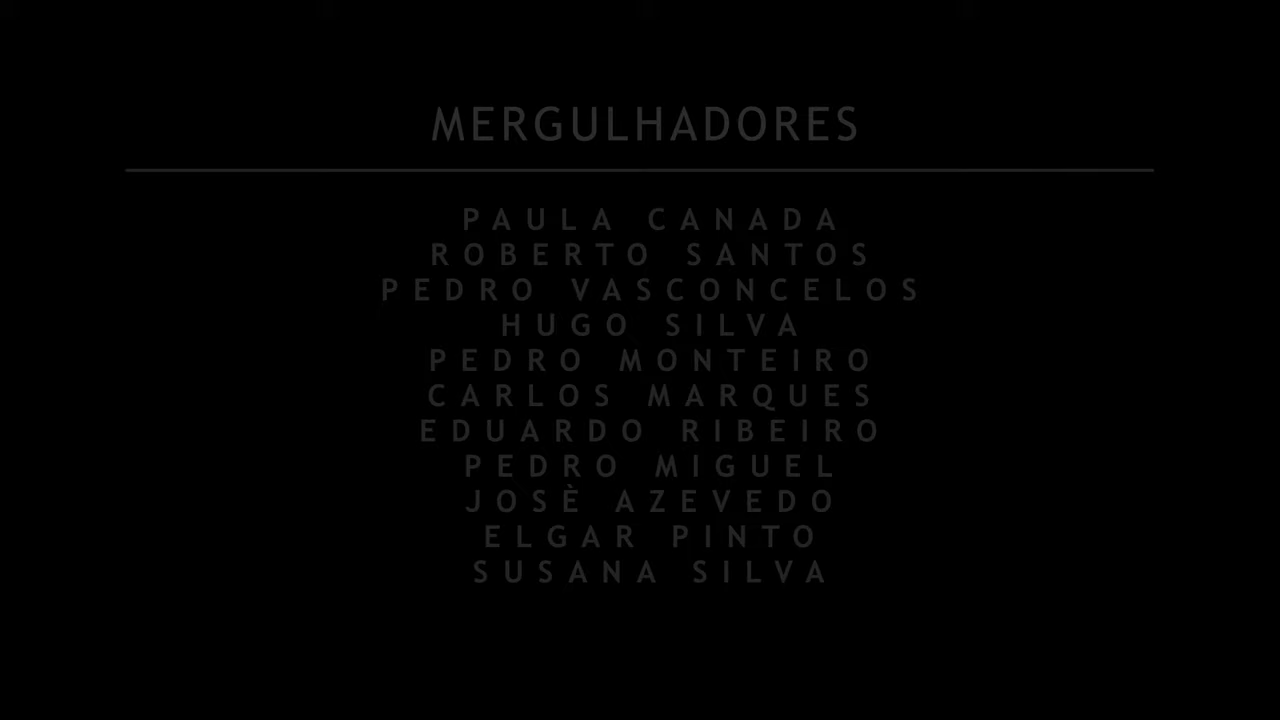 MERGULHADORES
PAULA CANADA
ROBERTO SANTOS
PEDRO VASCONCELOS
HUGO SILVA
PEDRO MONTEIRO
CARLOS MARQUES
EDUARDO RIBEIRO
PEDRO MIGUEL
JOSÈ AZEVEDO
ELGAR PINTO
SUSANA SILVA